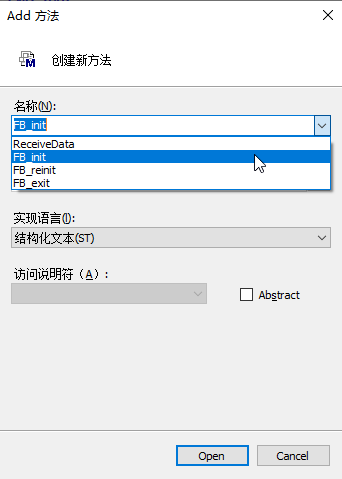 Add 方法
创建新方法
名称(N):
FB_init
ReceiveData
FB_init
FB_reinit
FB_exit
实现语言(I):
结构化文本(ST)
访问说明符（A）:
Abstract
Open
Cancel